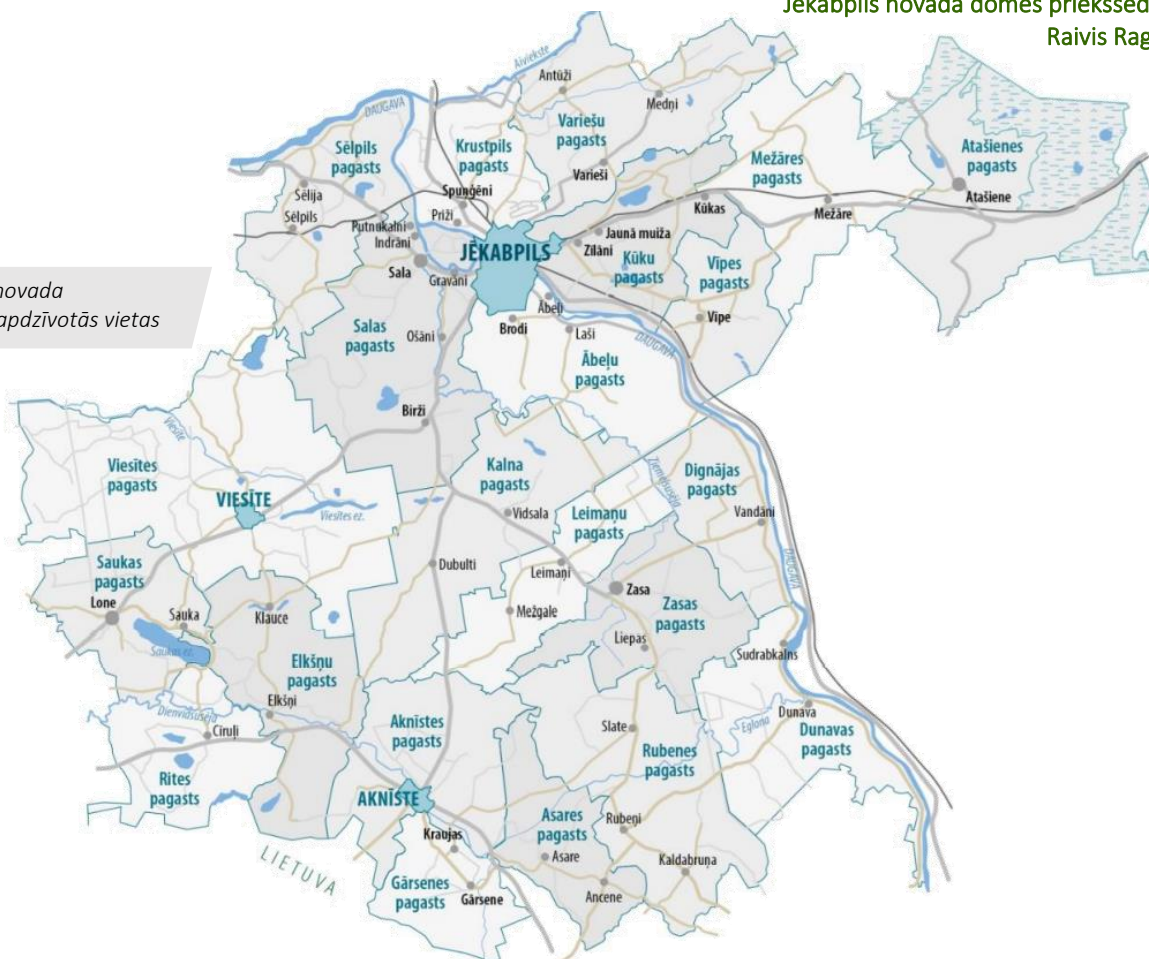 Jēkabpils novada domes priekšsēd
Raivis Rag
novada
apdzīvotās vietas
Aiviekste
Antūži
Medņi
DAUGAVA
Variešu
pagasts
Sēlpils
pagasts
Krustpils
pagasts
Mežāres
pagasts
Atašienes
pagasts
Varieši
Spuņģēni
Sēlija
Sēlpils
Prīži
Kūkas
Mežāre
Atašiene
Putnukalni
Indrāni
JĒKABPILS
Jaunā muiža
Zīlāni
Kūku
pagasts
Vīpes
pagasts
Sala
Gravāni
Ābeļi
Vīpe
Brodi
Laši
DAUGAVA
Salas
pagasts
Ošāni
Ābeļu
pagasts
Birži
Viesīte
Viesītes
pagasts
Kalna
pagasts
Ziemeļsusēja
Dignājas
pagasts
VIESĪTE
Viesītes ez.
Vidsala
Leimaņu
pagasts
Vandāni
Saukas
pagasts
Dubulti
Leimaņi
DAUGAVA
Lone
Sauka
Klauce
Mežgale
Zasa
Zasas
pagasts
Liepas
Saukas ez.
Elkšņu
pagasts
Sudrabkalns
Elkšņi
Dienvidsusēja
Cīruļi
Aknīstes
pagasts
Slate
Eglona
Dunava
Dunavas
pagasts
Rubenes
pagasts
Rites
pagasts
AKNĪSTE
Asares
pagasts
Rubeņi
Kraujas
LIETUVA
Asare
Kaldabruņa
Gārsenes
pagasts
Gārsene
Ancene